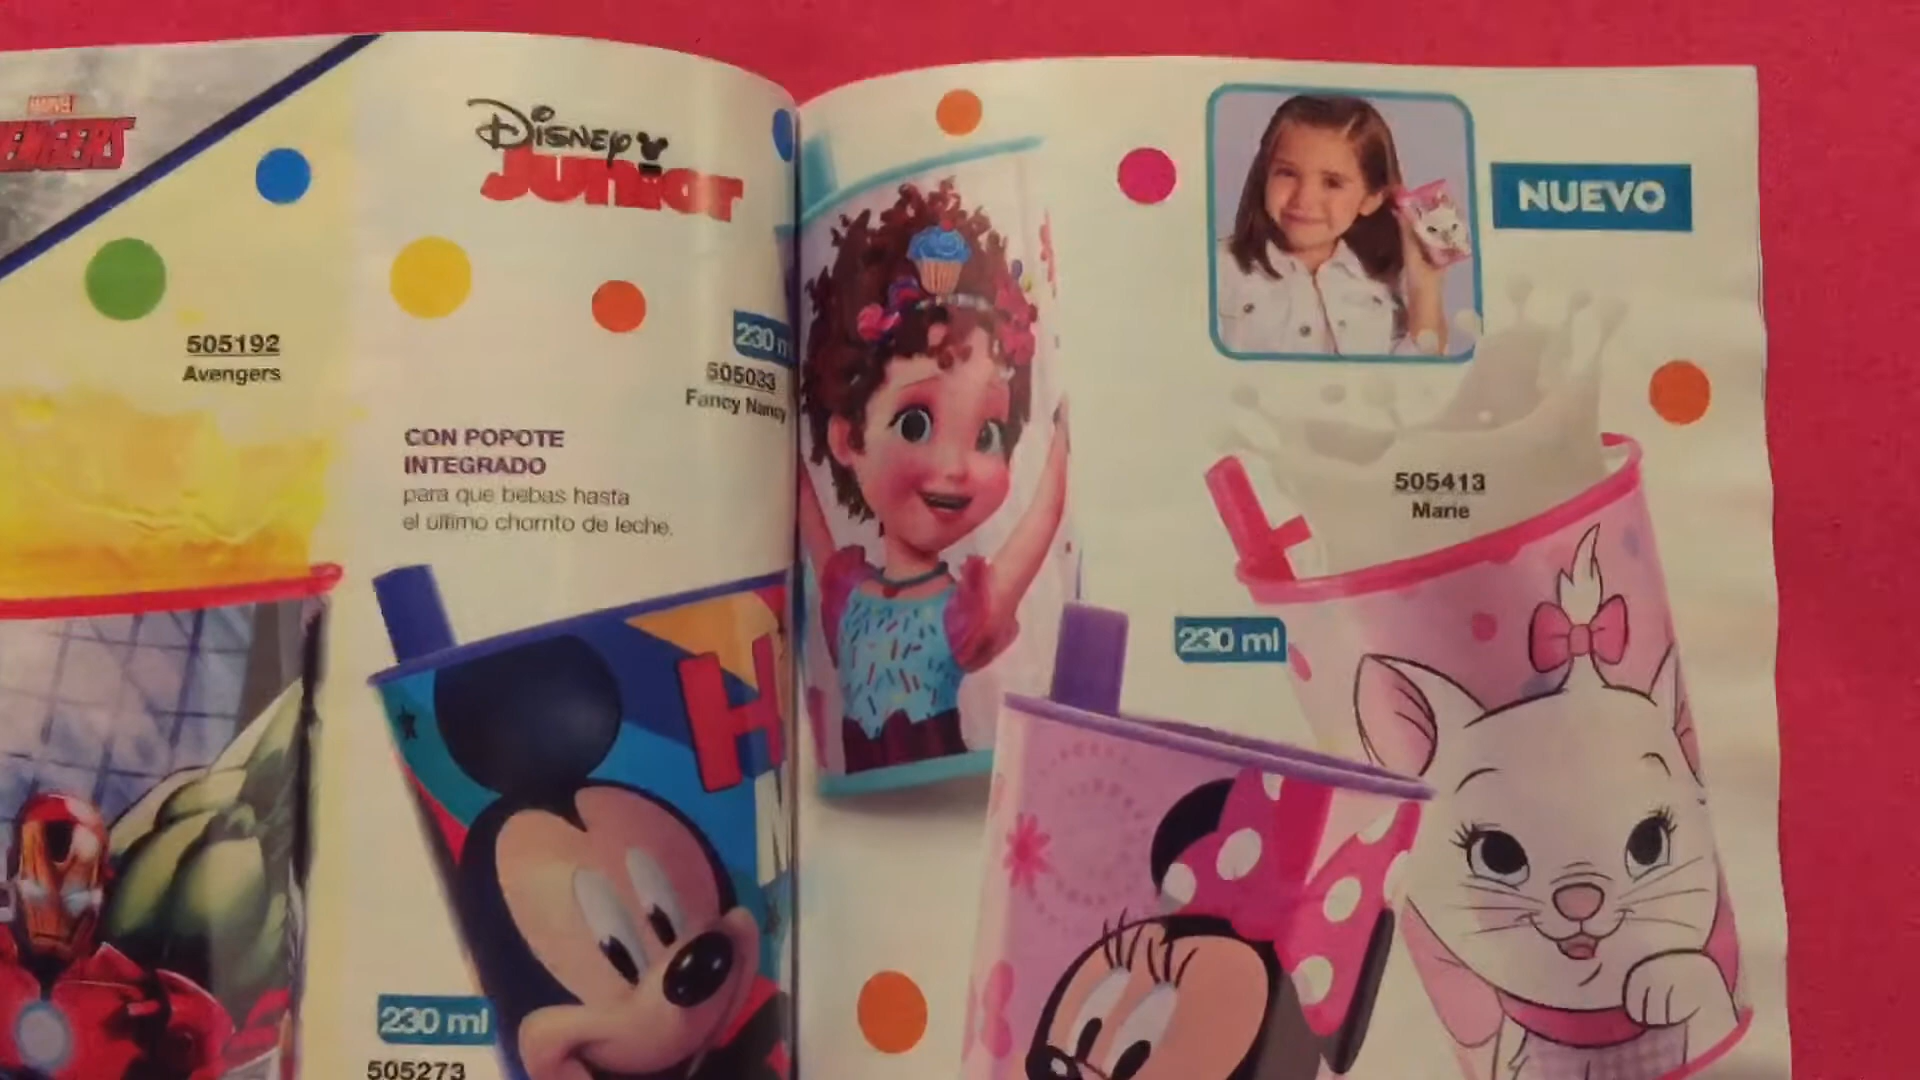 MARVEL
AVENGERS
505192
Avengers
Disney
Junior
230 ml
505033
Fancy Nancy
CON POPOTE
INTEGRADO
para que bebas hasta
el último chorrito de leche.
H
230 ml
505273
NUEVO
505413
Marie
230 ml